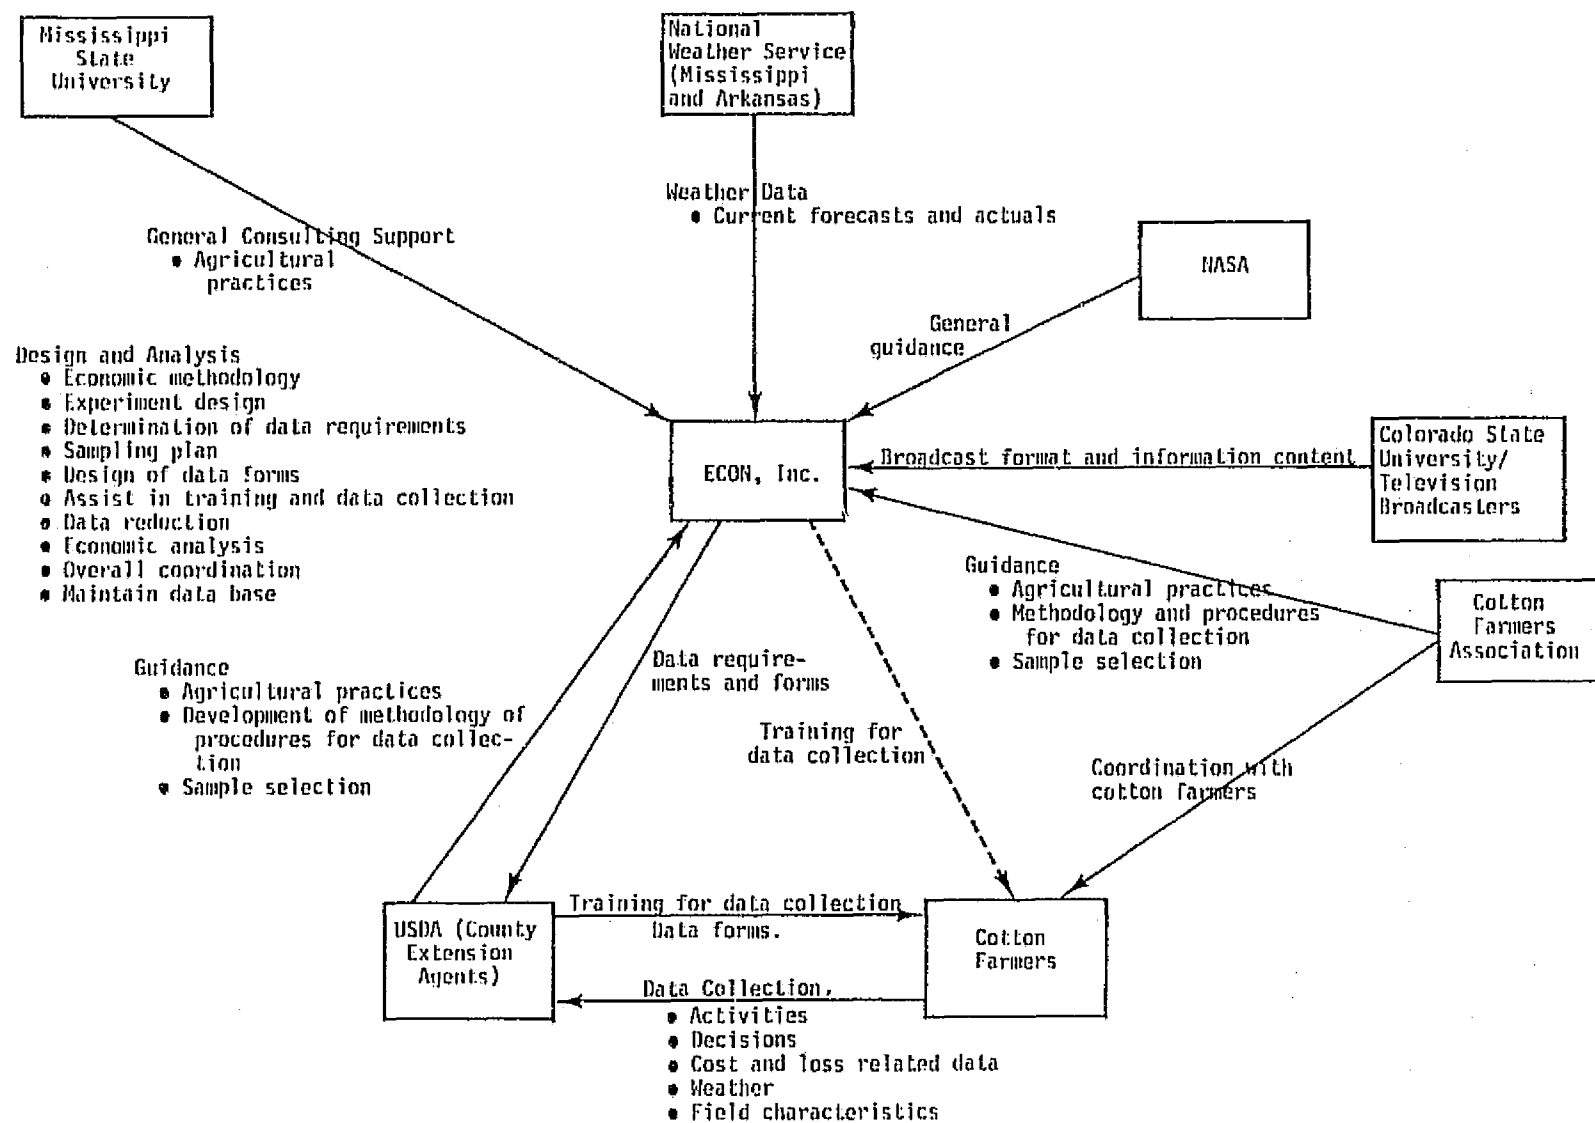 Mississippi
State
University
National
Weather Service
(Mississippi
and Arkansas)
Weather Data
• Current forecasts and actuals
General Consulting Support
• Agricultural
practices
NASA
General
guidance
Design and Analysis
• Economic methodology
• Experiment design
• Determination of data requirements
• Sampling plan
• Design of data forms
• Assist in training and data collection
• Data reduction
• Economic analysis
• Overall coordination
• Maintain data base
ECON, Inc.
Broadcast format and information content
Colorado State
University/
Television
Broadcasters
Guidance
• Agricultural practices
• Methodology and procedures
for data collection
• Sample selection
Cotton
Farmers
Association
Guidance
• Agricultural practices
• Development of methodology of
procedures for data collec-
tion
• Sample selection
Data require-
ments and forms
Training for
data collection
Coordination with
cotton farmers
USDA (County
Extension
Agents)
Training for data collection
Data forms.
Cotton
Farmers
Data Collection.
• Activities
• Decisions
• Cost and loss related data
• Weather
• Field characteristics